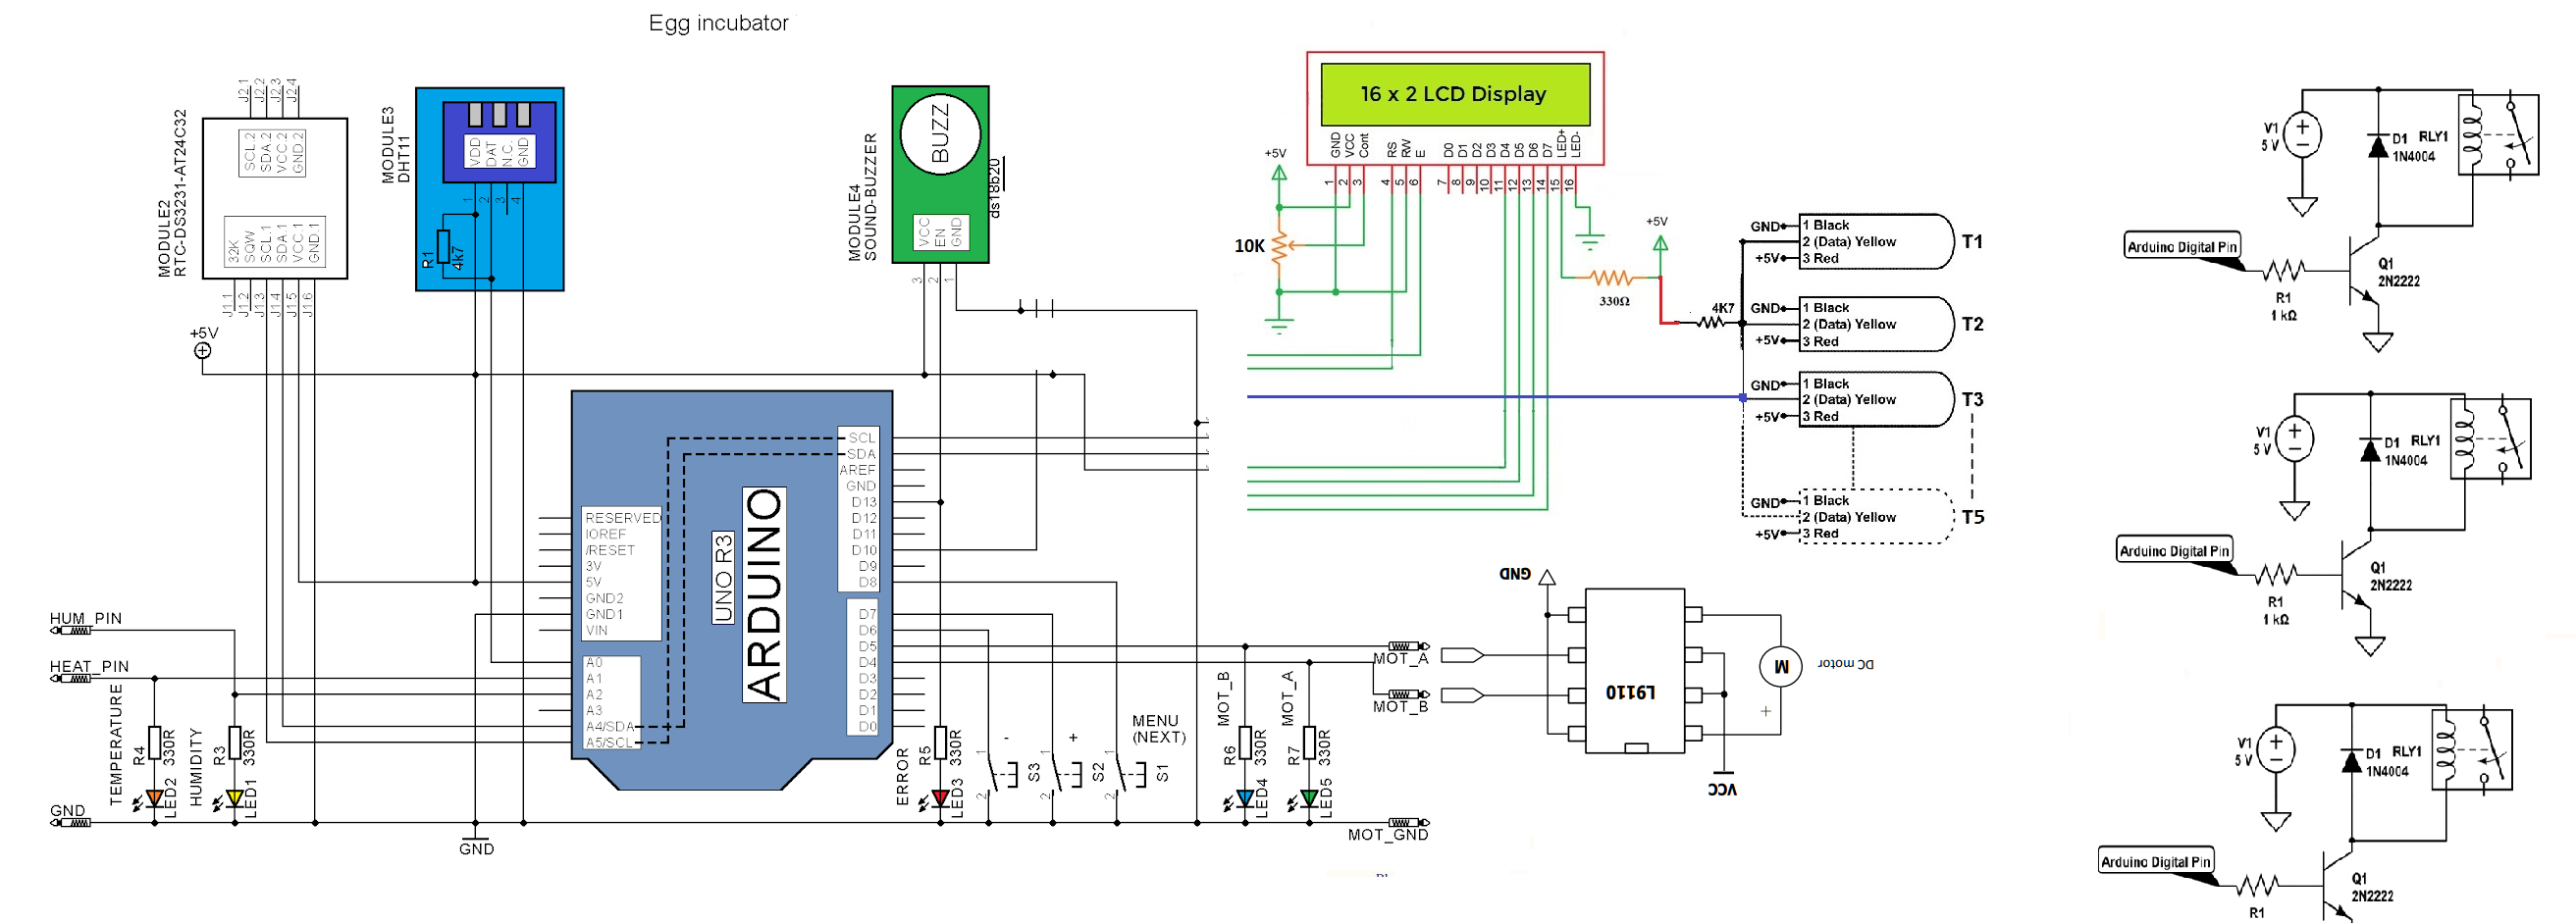 Egg incubator
J2.1
J2.2
J2.3
J2.4
SCL.2
SDA.2
VCC.2
GND.2
MODULE2
RTC-DS3231-AT24C32
32K
SQW
SCL.1
SDA.1
VCC.1
GND.1
J1.1
J1.2
J1.3
J1.4
J1.5
J1.6
+5V
MODULE3
DHT11
VDD
DAT
N.C.
GND
1
2
3
4
R1
4k7
BUZZ
MODULE4
SOUND-BUZZER
ds18b20
VCC
EN
GND
3
2
1
16 x 2 LCD Display
GND
VCC
Cont
RS
RW
E
D0
D1
D2
D3
D4
D5
D6
D7
LED+
LED-
1
2
3
4
5
6
7
8
9
10
11
12
13
14
15
16
+5V
10K
330Ω
+5V
4K7
GND
1 Black
2 (Data) Yellow
+5V
3 Red
T1
GND
1 Black
2 (Data) Yellow
+5V
3 Red
T2
GND
1 Black
2 (Data) Yellow
+5V
3 Red
T3
GND
1 Black
2 (Data) Yellow
+5V
3 Red
T5
UNO R3
ARDUINO
RESERVED
IOREF
/RESET
3V
5V
GND2
GND1
VIN
A0
A1
A2
A3
A4/SDA
A5/SCL
SCL
SDA
AREF
GND
D13
D12
D11
D10
D9
D8
D7
D6
D5
D4
D3
D2
D1
D0
HUM_PIN
HEAT_PIN
GND
TEMPERATURE
R4
330R
LED2
HUMIDITY
R3
330R
LED1
GND
ERROR
R5
330R
LED3
-
1
2
S3
+
1
2
S2
MENU
(NEXT)
1
2
S1
MOT_B
R6
330R
LED4
MOT_A
R7
330R
LED5
MOT_A
MOT_B
MOT_GND
GND
L9110
VCC
M
DC motor
+
V1
5 V
D1
1N4004
RLY1
Arduino Digital Pin
R1
1 kΩ
Q1
2N2222
V1
5 V
D1
1N4004
RLY1
Arduino Digital Pin
R1
1 kΩ
Q1
2N2222
V1
5 V
D1
1N4004
RLY1
Arduino Digital Pin
R1
Q1
2N2222